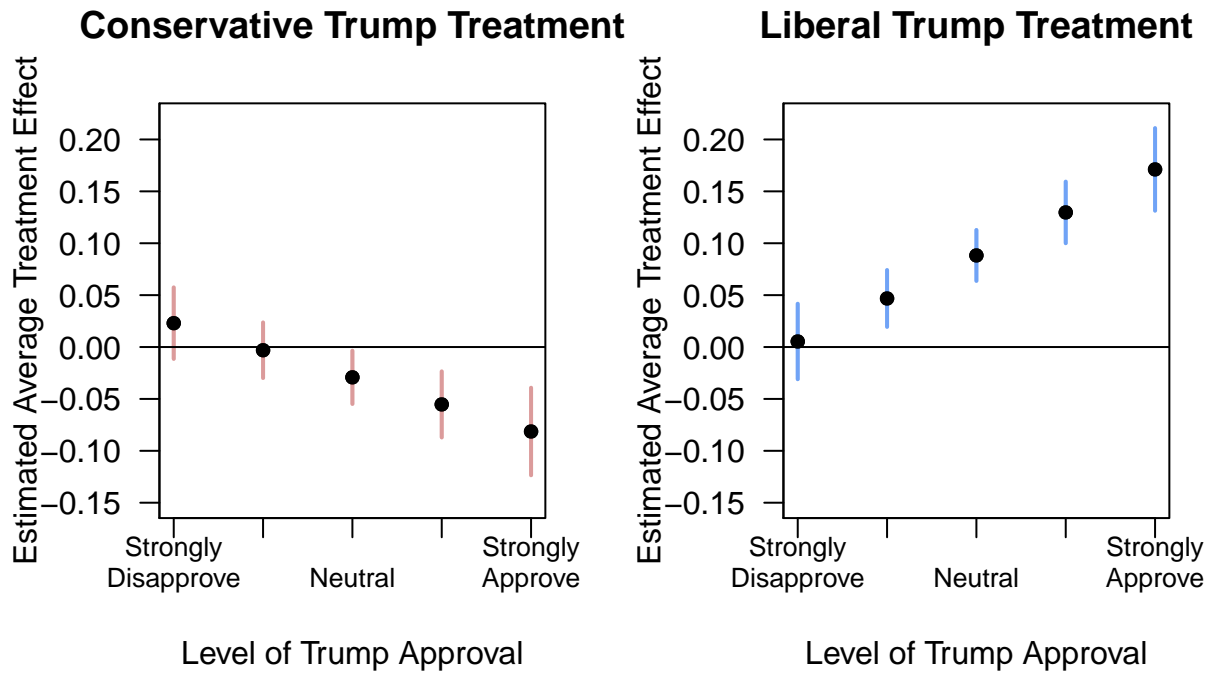 Conservative Trump Treatment
Estimated Average Treatment Effect
0.20
0.15
0.10
0.05
0.00
−0.05
−0.10
−0.15
Strongly
Disapprove
Neutral
Strongly
Approve
Level of Trump Approval
Liberal Trump Treatment
Estimated Average Treatment Effect
0.20
0.15
0.10
0.05
0.00
−0.05
−0.10
−0.15
Strongly
Disapprove
Neutral
Strongly
Approve
Level of Trump Approval